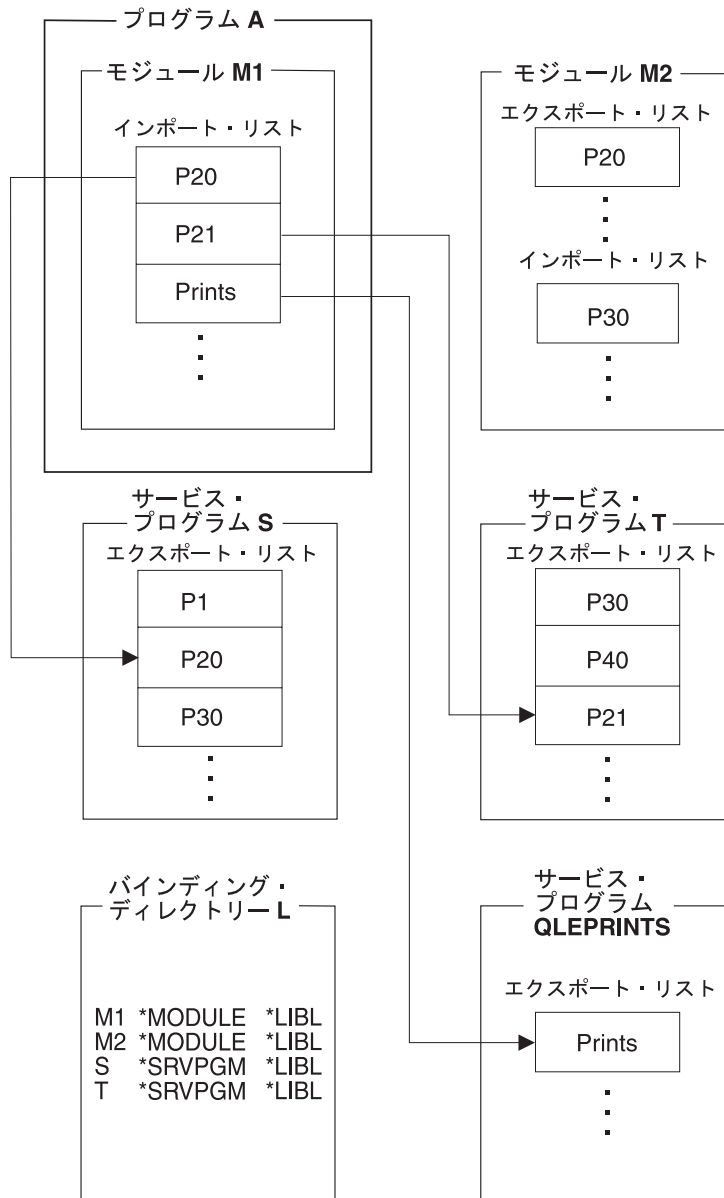 プログラム A
モジュール M1
インポート・リスト
P20
P21
Prints
モジュール M2
エクスポート・リスト
P20
インポート・リスト
P30
サービス・
プログラム S
エクスポート・リスト
P1
P20
P30
サービス・
プログラム T
エクスポート・リスト
P30
P40
P21
バインディング・
ディレクトリー L
M1 *MODULE *LIBL
M2 *MODULE *LIBL
S *SRVPGM *LIBL
T *SRVPGM *LIBL
サービス・
プログラム
QLEPRINTS
エクスポート・リスト
Prints